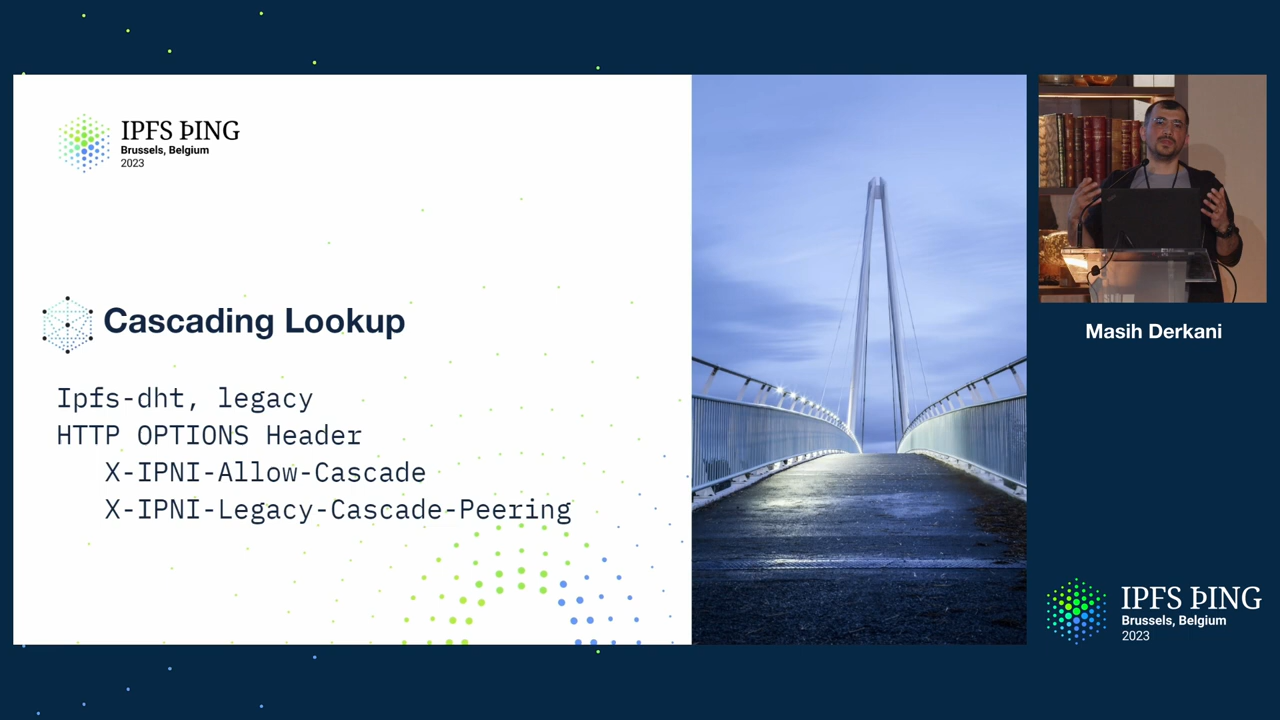 IPFS ÞING
Brussels, Belgium
2023
Cascading Lookup
Ipfs-dht, legacy
HTTP OPTIONS Header
X-IPNI-Allow-Cascade
X-IPNI-Legacy-Cascade-Peering
Masih Derkani
IPFS ÞING
Brussels, Belgium
2023